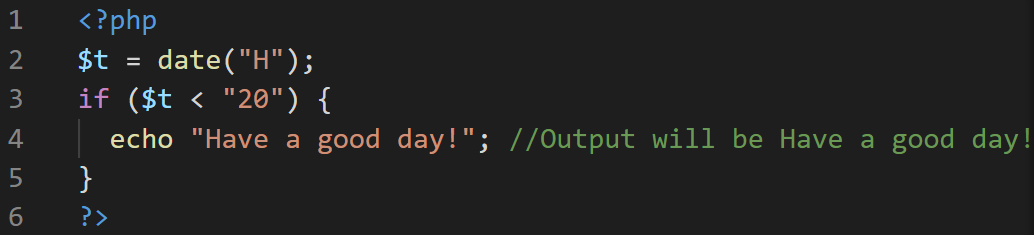 1 <?php
2 $t = date("H");
3 if ($t < "20") {
4 echo "Have a good day!"; //Output will be Have a good day!
5 }
6 ?>